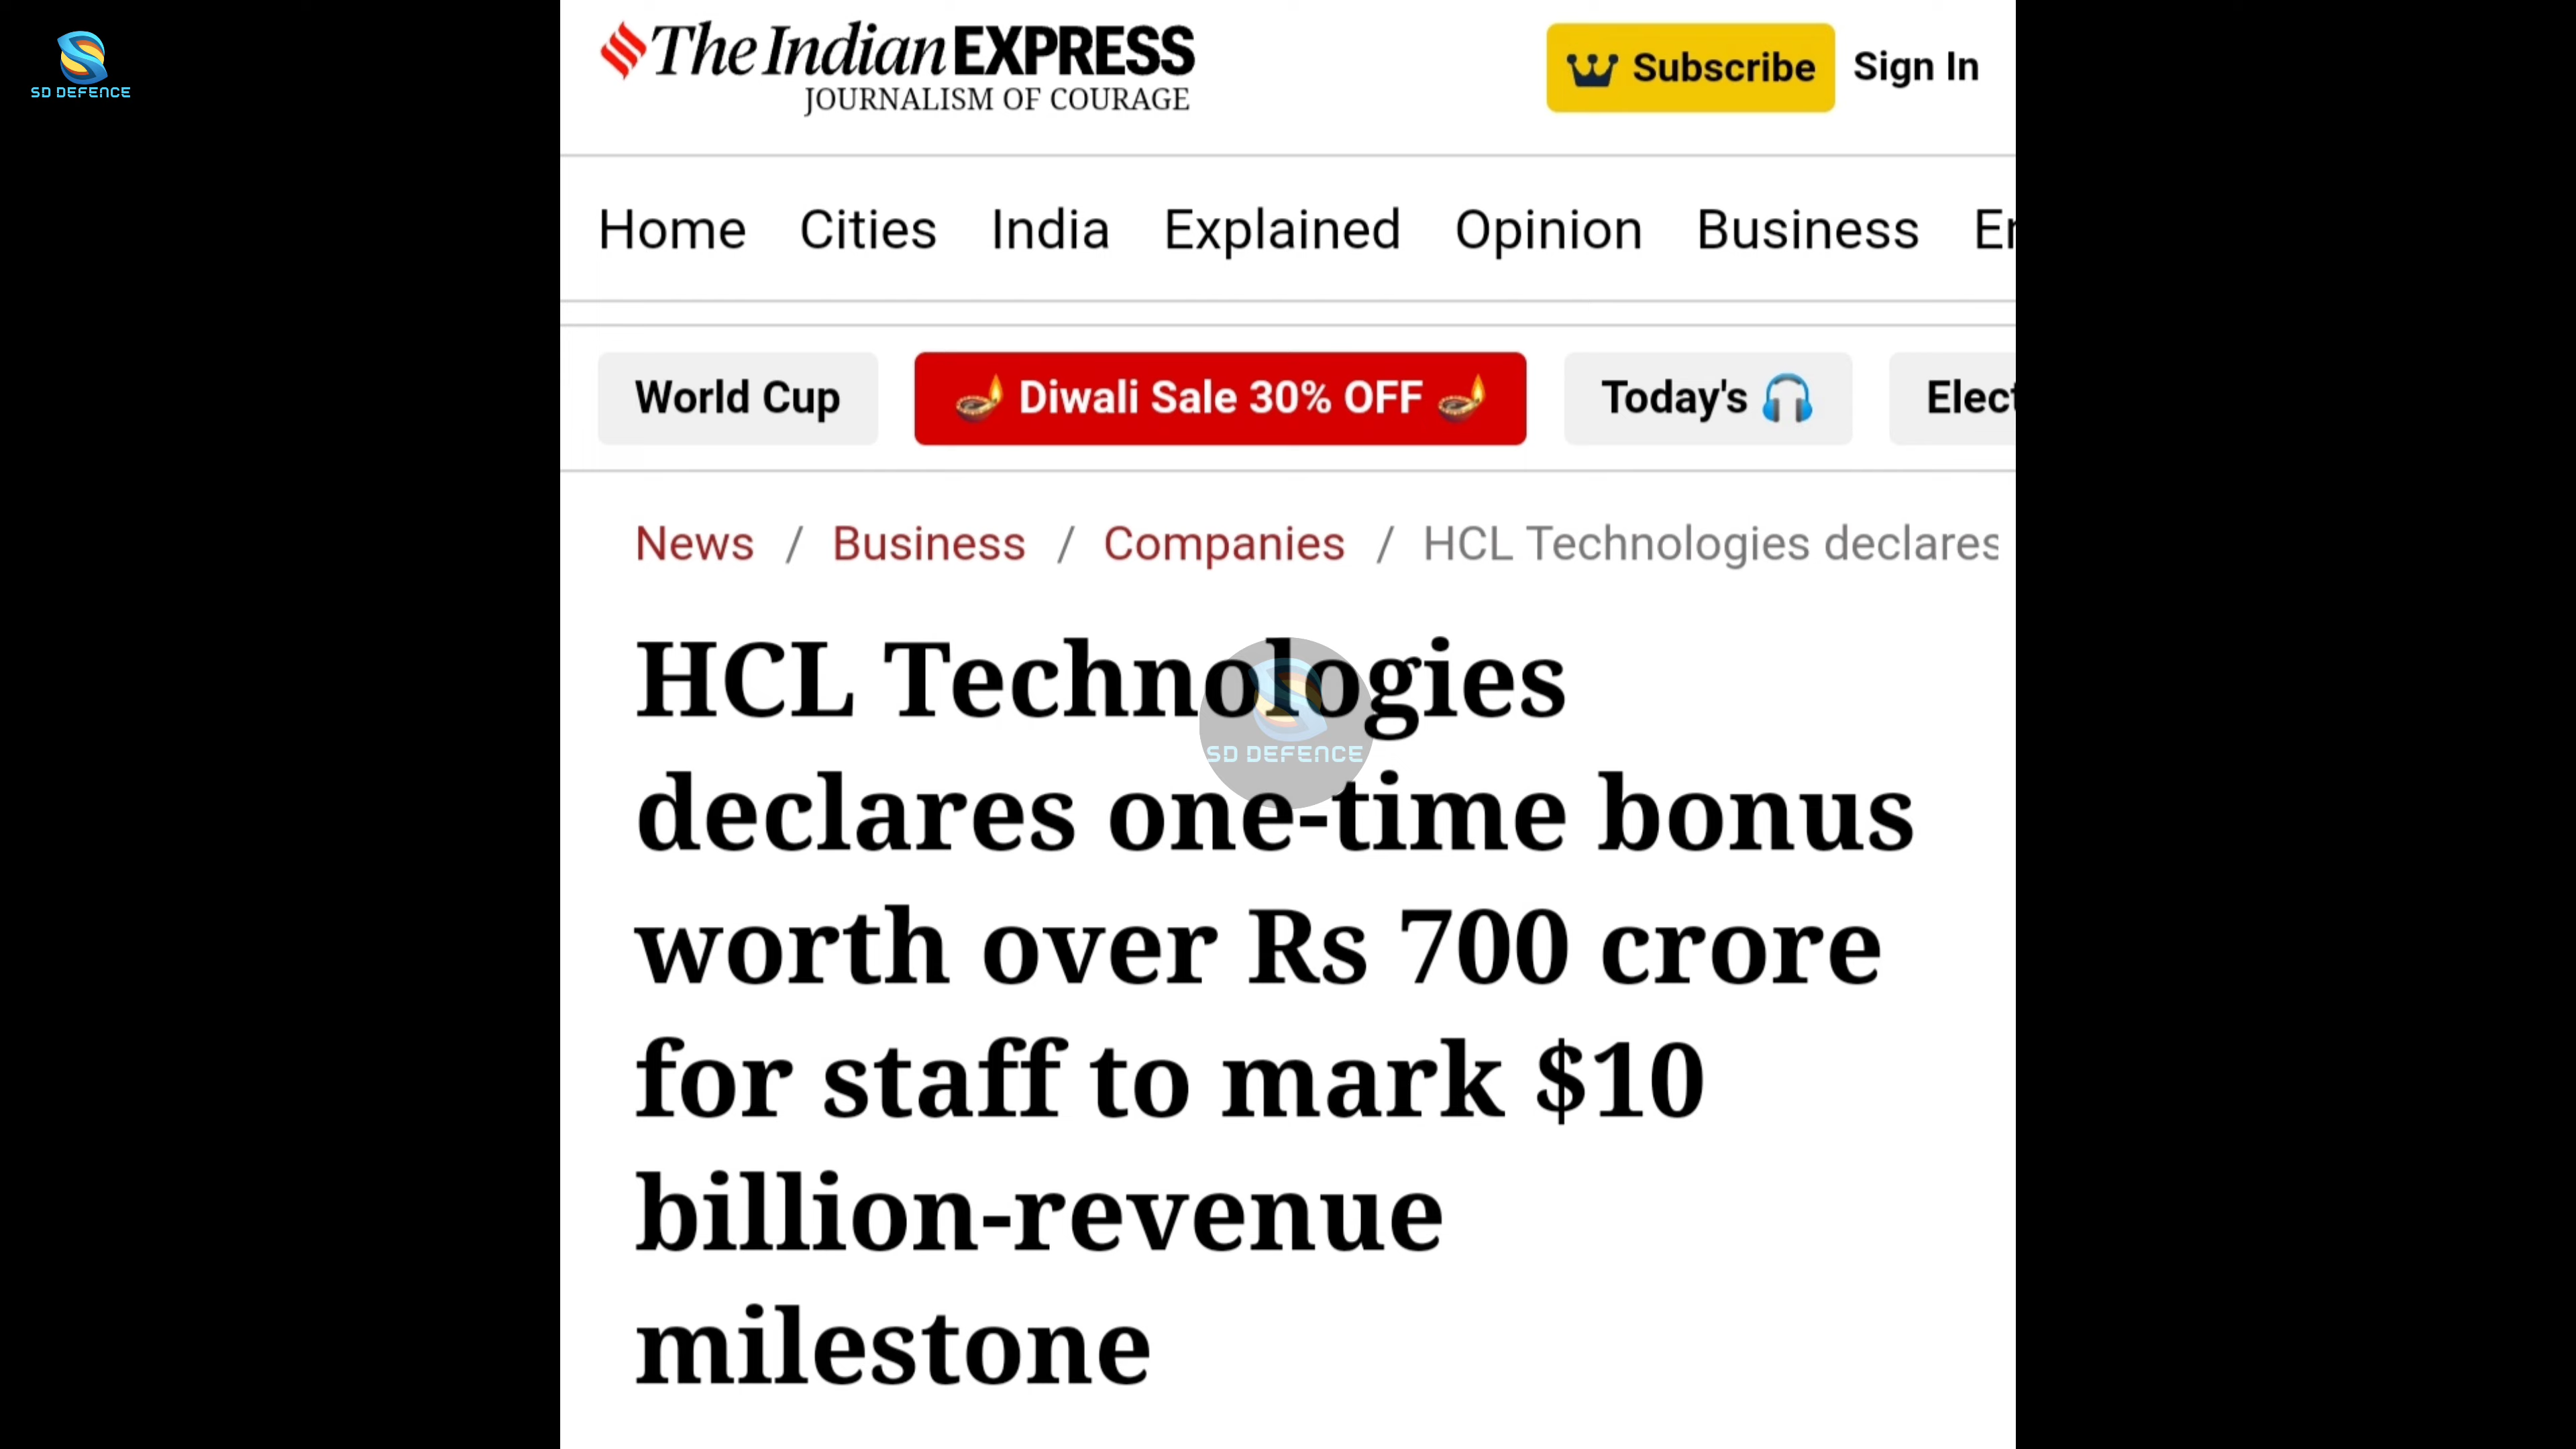 SD DEFENCE
The Indian EXPRESS
JOURNALISM OF COURAGE
Subscribe
Sign In
Home Cities India Explained Opinion Business En
World Cup
Diwali Sale 30% OFF
Today's
Elect
News / Business / Companies / HCL Technologies declares
HCL Technologies
SD DEFENCE
declares one-time bonus
worth over Rs 700 crore
for staff to mark $10
billion-revenue
milestone